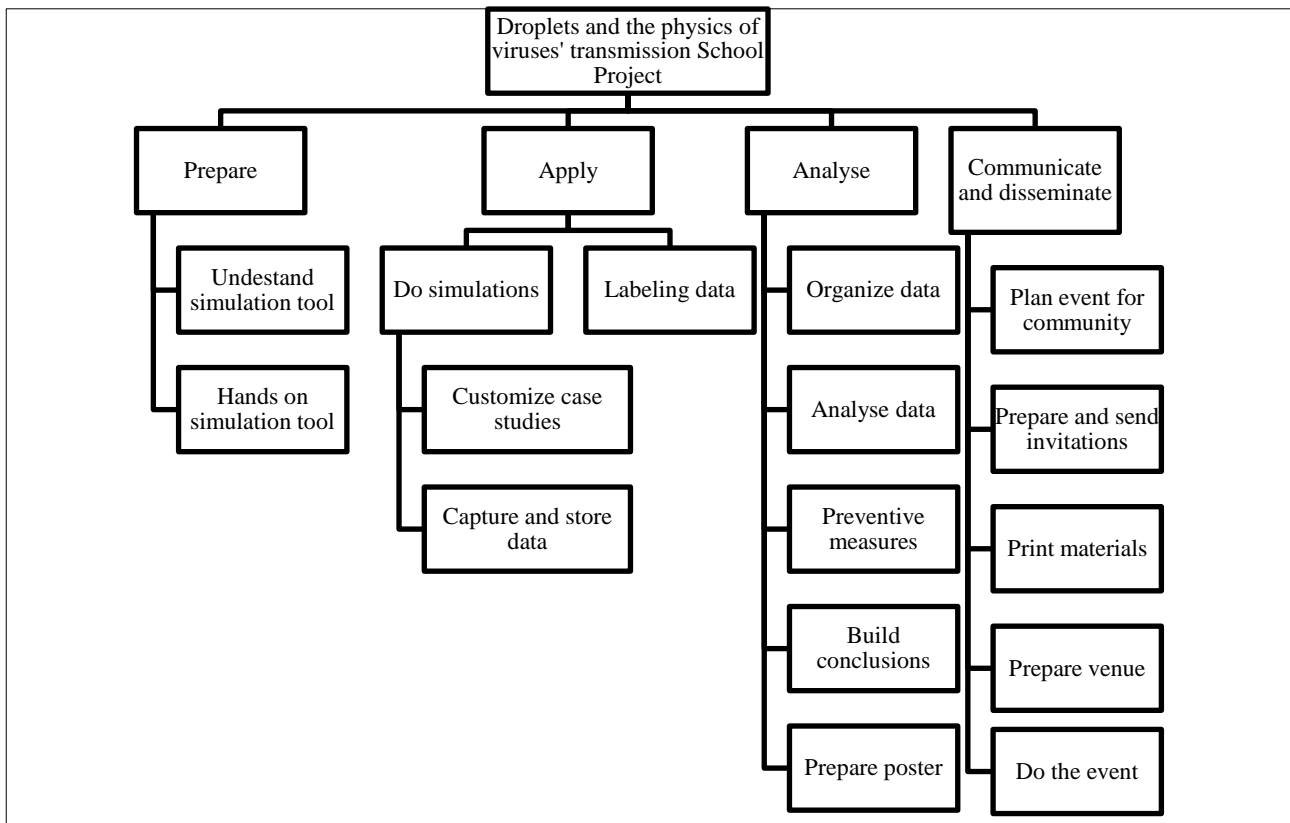 Droplets and the physics of
viruses' transmission School
Project
Prepare
Undestand
simulation tool
Hands on
simulation tool
Apply
Do simulations
Customize case
studies
Capture and store
data
Labeling data
Analyse
Organize data
Analyse data
Preventive
measures
Build
conclusions
Prepare poster
Communicate
and disseminate
Plan event for
community
Prepare and send
invitations
Print materials
Prepare venue
Do the event